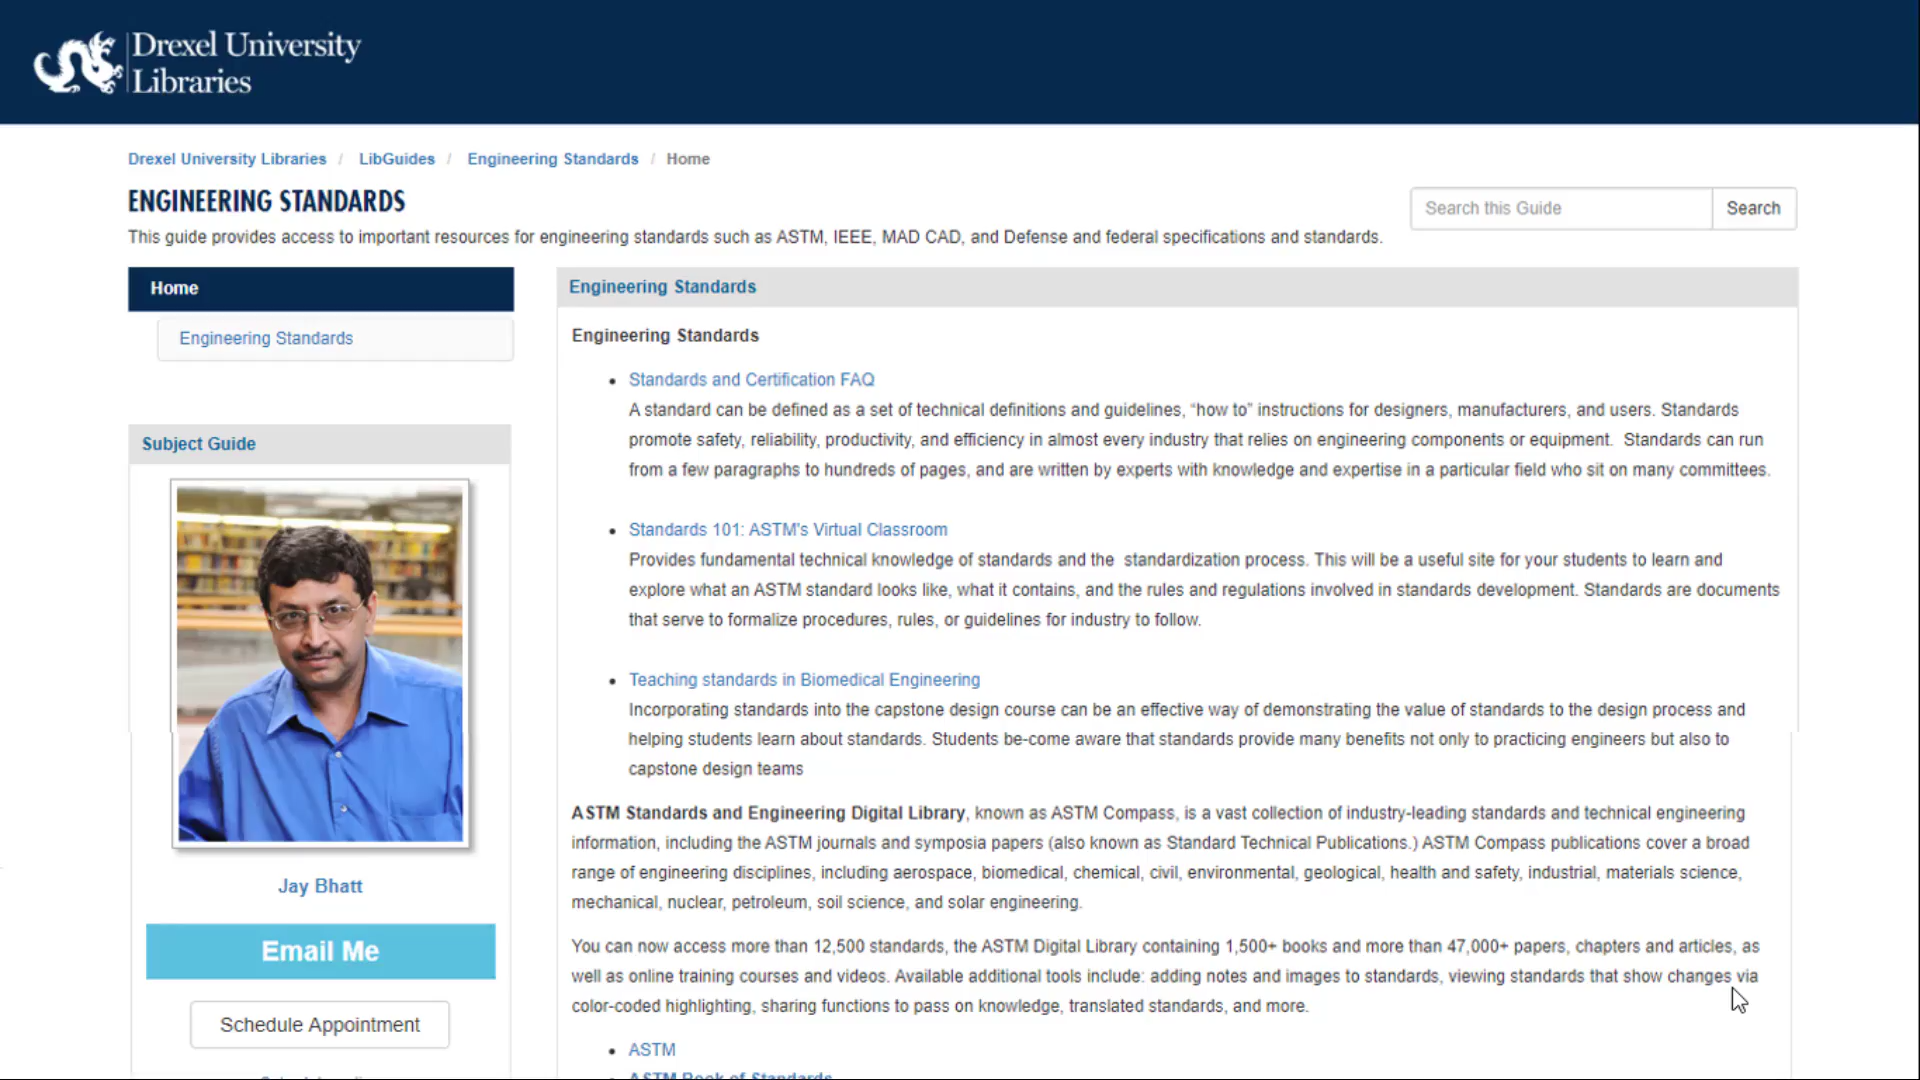 Drexel University
Libraries
Drexel University Libraries / LibGuides / Engineering Standards / Home
ENGINEERING STANDARDS
This guide provides access to important resources for engineering standards such as ASTM, IEEE, MAD CAD, and Defense and federal specifications and standards.
Search this Guide
Search
Home
Engineering Standards
Subject Guide
Jay Bhatt
Email Me
Schedule Appointment
Engineering Standards
Engineering Standards
• Standards and Certification FAQ
A standard can be defined as a set of technical definitions and guidelines, “how to” instructions for designers, manufacturers, and users. Standards
promote safety, reliability, productivity, and efficiency in almost every industry that relies on engineering components or equipment. Standards can run
from a few paragraphs to hundreds of pages, and are written by experts with knowledge and expertise in a particular field who sit on many committees.
• Standards 101: ASTM's Virtual Classroom
Provides fundamental technical knowledge of standards and the standardization process. This will be a useful site for your students to learn and
explore what an ASTM standard looks like, what it contains, and the rules and regulations involved in standards development. Standards are documents
that serve to formalize procedures, rules, or guidelines for industry to follow.
• Teaching standards in Biomedical Engineering
Incorporating standards into the capstone design course can be an effective way of demonstrating the value of standards to the design process and
helping students learn about standards. Students be-come aware that standards provide many benefits not only to practicing engineers but also to
capstone design teams
ASTM Standards and Engineering Digital Library, known as ASTM Compass, is a vast collection of industry-leading standards and technical engineering
information, including the ASTM journals and symposia papers (also known as Standard Technical Publications.) ASTM Compass publications cover a broad
range of engineering disciplines, including aerospace, biomedical, chemical, civil, environmental, geological, health and safety, industrial, materials science,
mechanical, nuclear, petroleum, soil science, and solar engineering.
You can now access more than 12,500 standards, the ASTM Digital Library containing 1,500+ books and more than 47,000+ papers, chapters and articles, as
well as online training courses and videos. Available additional tools include: adding notes and images to standards, viewing standards that show changes via
color-coded highlighting, sharing functions to pass on knowledge, translated standards, and more.
• ASTM
• ASTM Book of Standards